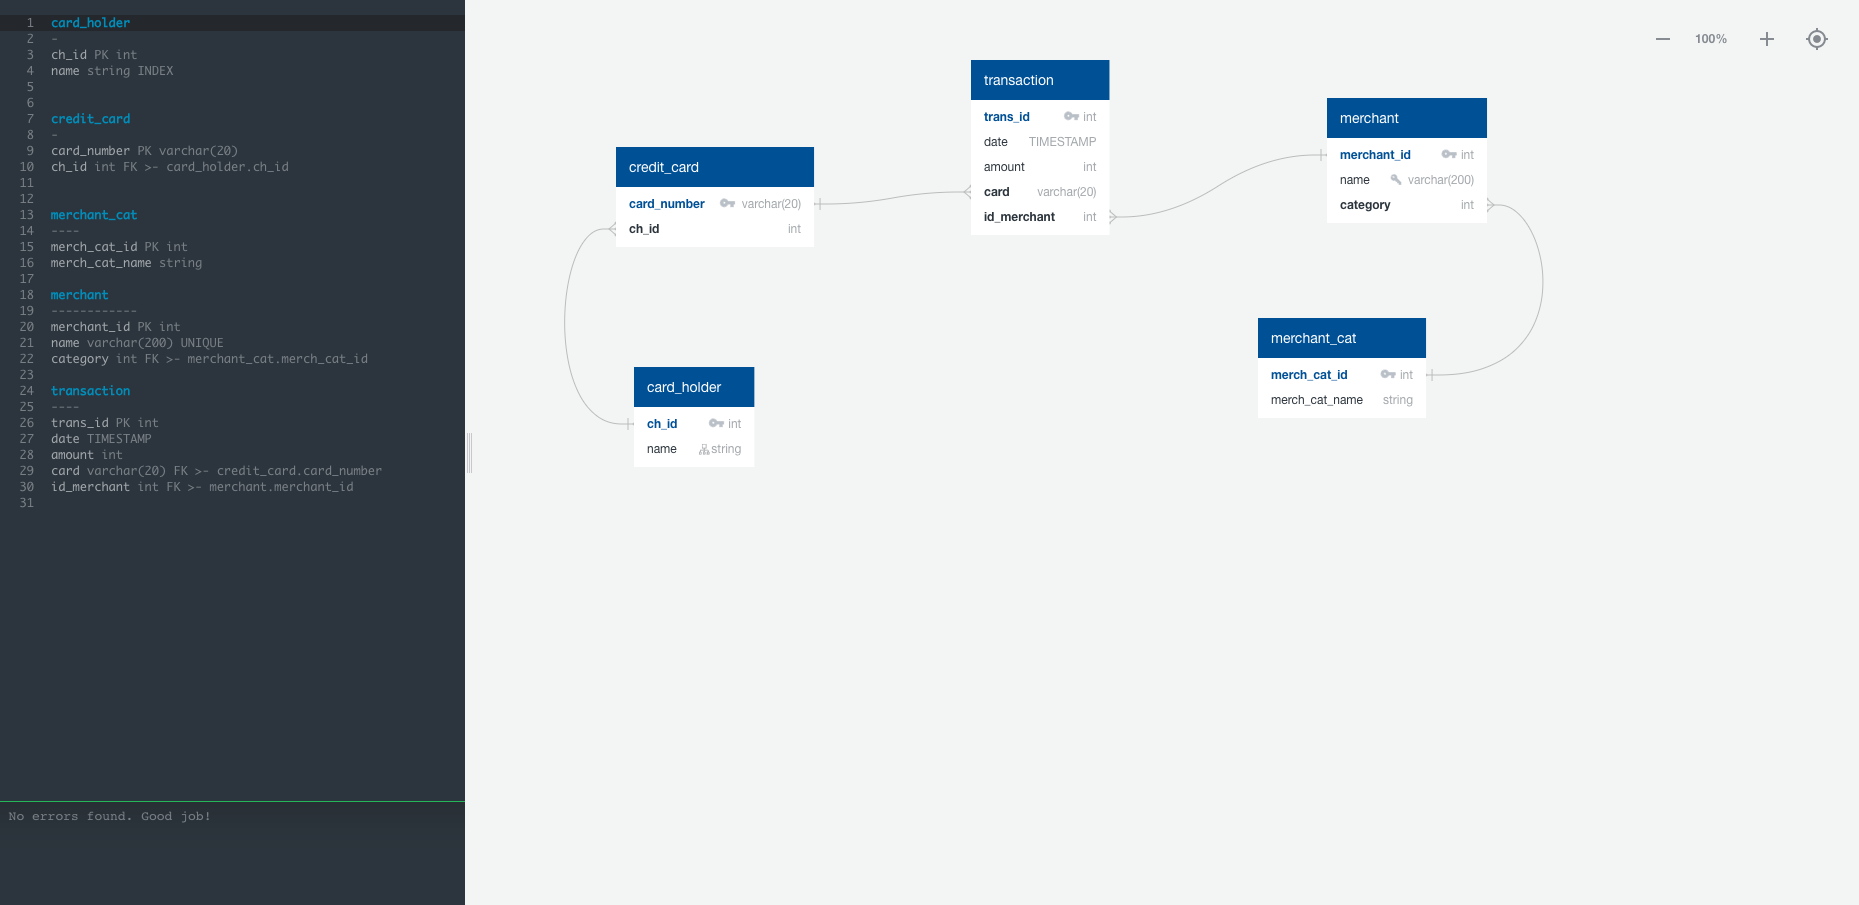 1 card_holder
2 -
3 ch_id PK int
4 name string INDEX
5
6
7 credit_card
8 -
9 card_number PK varchar(20)
10 ch_id int FK >- card_holder.ch_id
11
12
13 merchant_cat
14 ----
15 merch_cat_id PK int
16 merch_cat_name string
17
18 merchant
19 ------------
20 merchant_id PK int
21 name varchar(200) UNIQUE
22 category int FK >- merchant_cat.merch_cat_id
23
24 transaction
25 ----
26 trans_id PK int
27 date TIMESTAMP
28 amount int
29 card varchar(20) FK >- credit_card.card_number
30 id_merchant int FK >- merchant.merchant_id
31
No errors found. Good job!
100%
credit_card
card_number varchar(20)
ch_id int
card_holder
ch_id int
name string
transaction
trans_id int
date TIMESTAMP
amount int
card varchar(20)
id_merchant int
merchant
merchant_id int
name varchar(200)
category int
merchant_cat
merch_cat_id int
merch_cat_name string